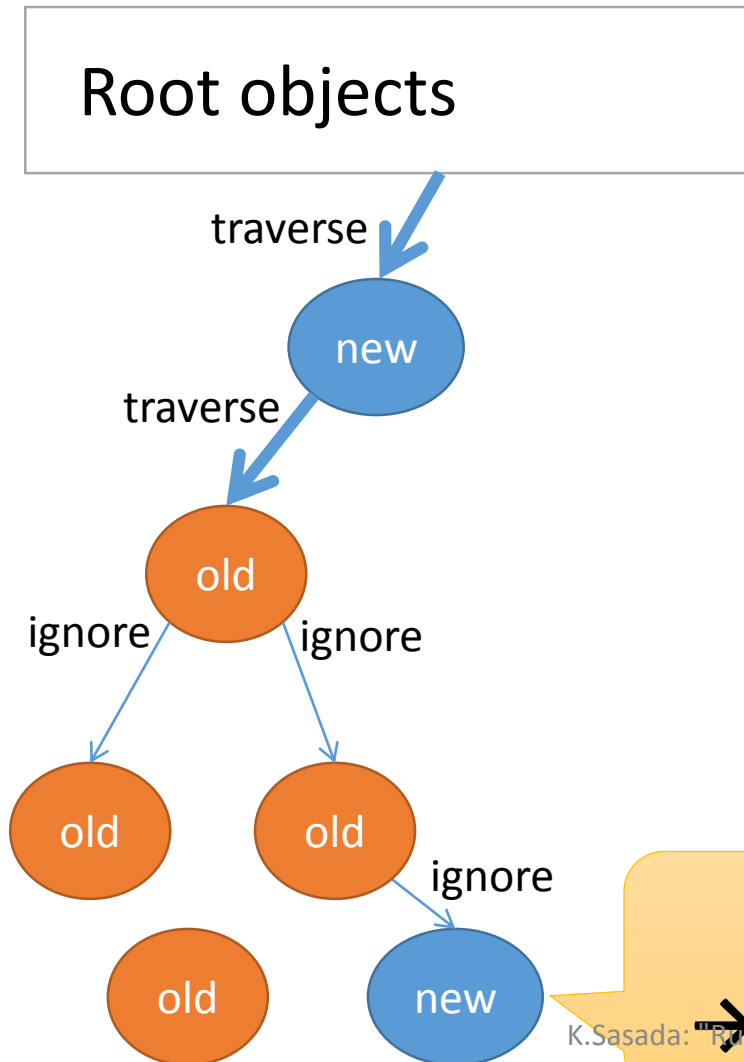 Root objects
traverse
new
traverse
old
ignore
ignore
old
old
ignore
old
new
K.Sasada: